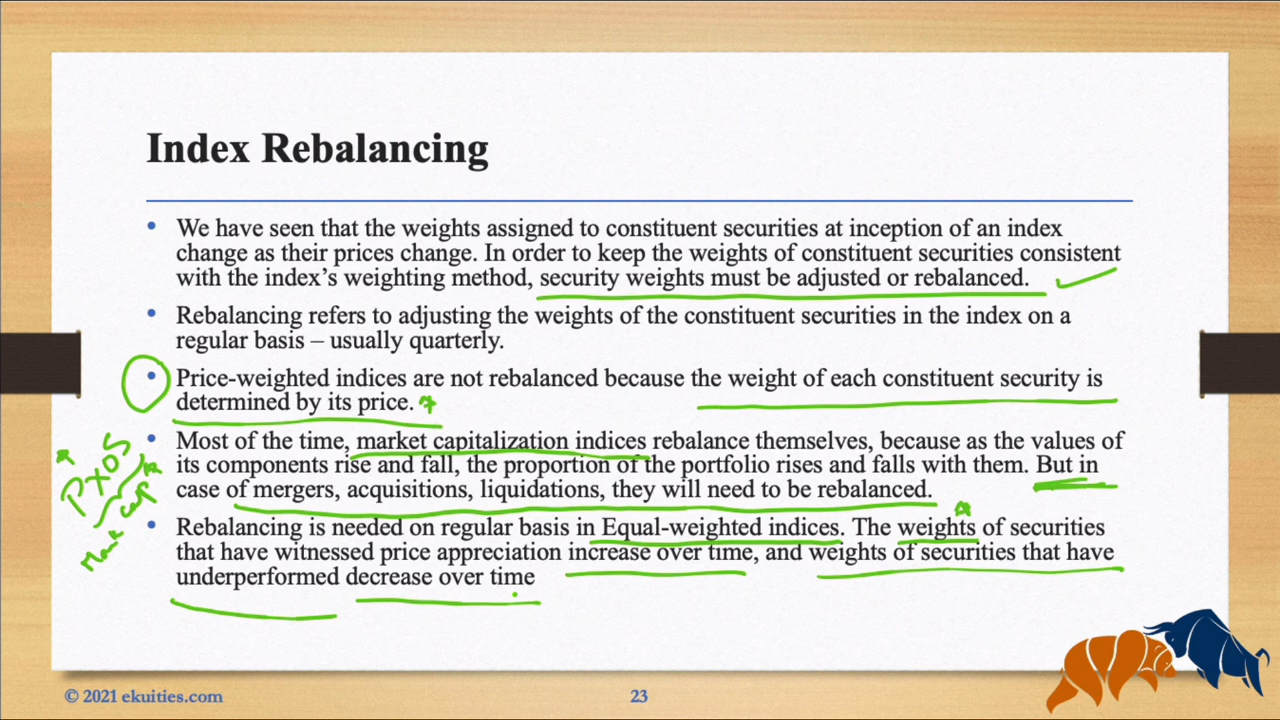 Index Rebalancing
• We have seen that the weights assigned to constituent securities at inception of an index
change as their prices change. In order to keep the weights of constituent securities consistent
with the index’s weighting method, security weights must be adjusted or rebalanced.
• Rebalancing refers to adjusting the weights of the constituent securities in the index on a
regular basis – usually quarterly.
• Price-weighted indices are not rebalanced because the weight of each constituent security is
determined by its price.
• Most of the time, market capitalization indices rebalance themselves, because as the values of
its components rise and fall, the proportion of the portfolio rises and falls with them. But in
case of mergers, acquisitions, liquidations, they will need to be rebalanced.
P x OS
Mark cap
• Rebalancing is needed on regular basis in Equal-weighted indices. The weights of securities
that have witnessed price appreciation increase over time, and weights of securities that have
underperformed decrease over time
© 2021 ekuities.com
23